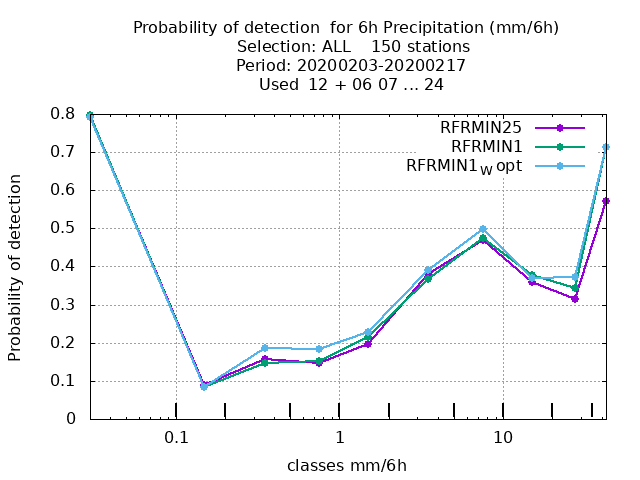 Probability of detection  for 6h Precipitation (mm/6h)
Selection: ALL    150 stations
Period: 20200203-20200217
Used  12 + 06 07 ... 24
RFRMIN25
RFRMIN1
RFRMIN1_W opt
Probability of detection
0.8
0.7
0.6
0.5
0.4
0.3
0.2
0.1
0
0.1 1 10
classes mm/6h